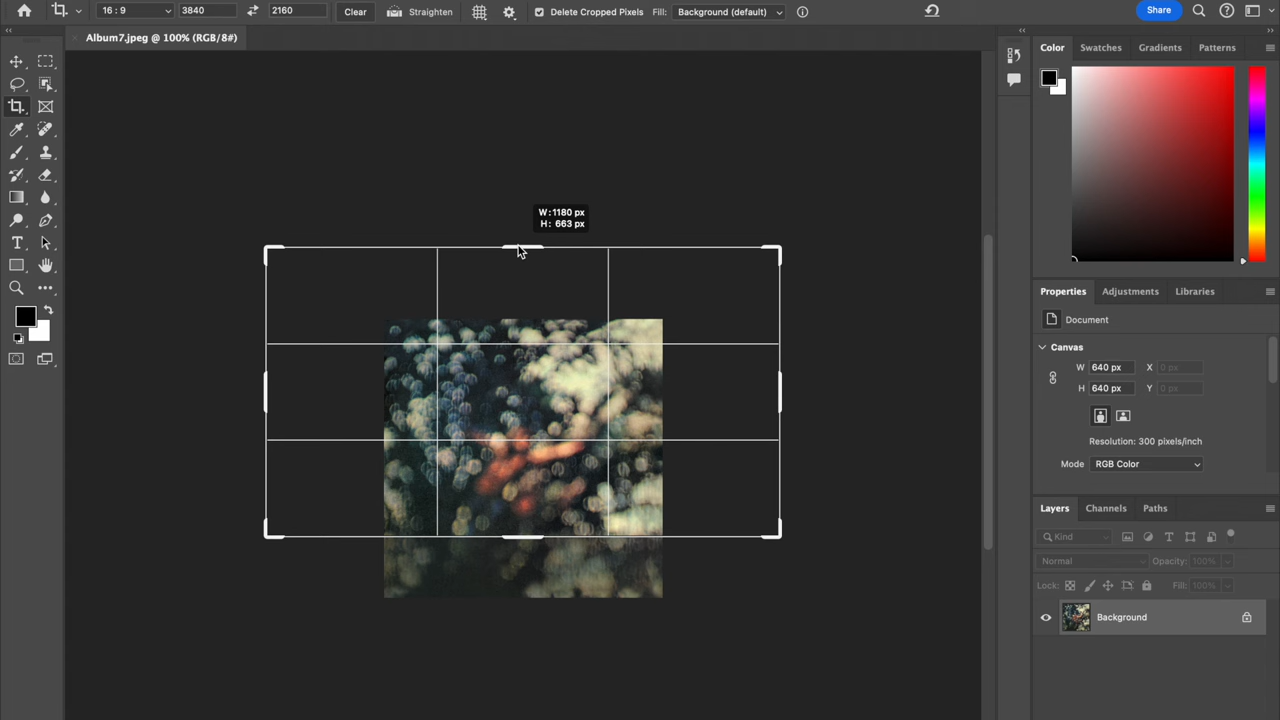 16 : 9 3840 2160 Clear Straighten Delete Cropped Pixels Fill: Background (default) Share
Album7.jpeg @ 100% (RGB/8#)
Color Swatches Gradients Patterns
W: 1180 px
H: 663 px
Properties Adjustments Libraries
Document
Canvas
W 640 px X 0 px
H 640 px Y 0 px
Resolution: 300 pixels/inch
Mode RGB Color
Layers Channels Paths
Kind
Normal Opacity: 100%
Lock: Fill: 100%
Background